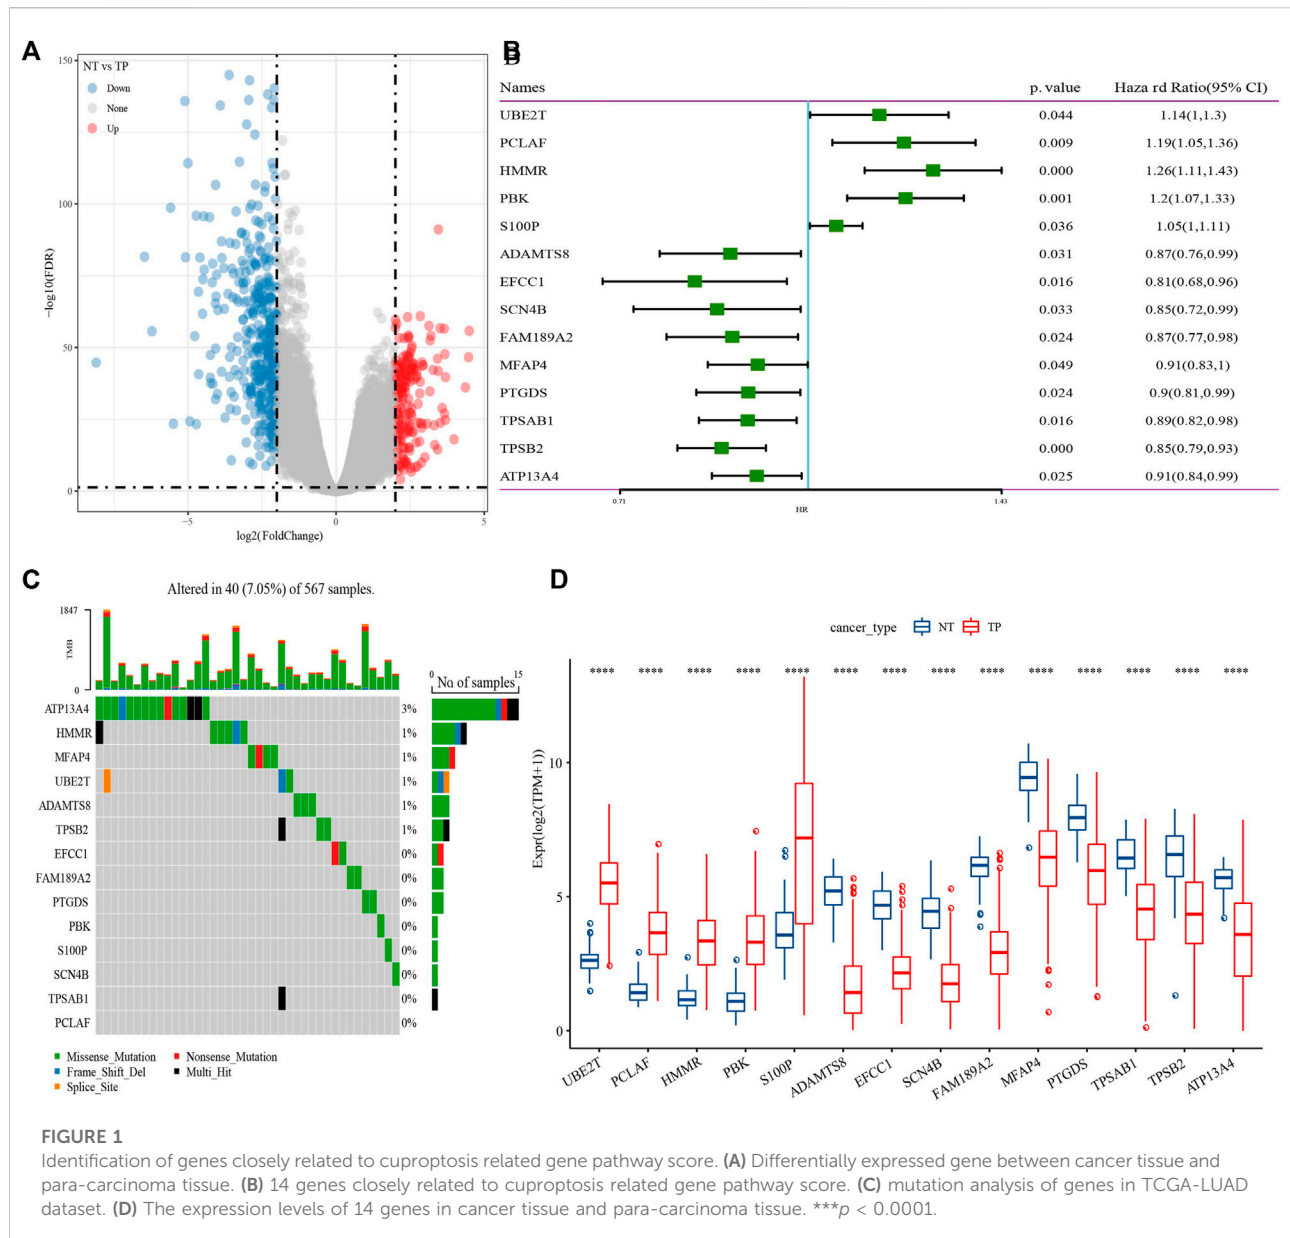 A
NT vs TP
Down
None
Up
150
100
50
0
−log10(FDR)
−5
0
5
log2(FoldChange)
B
B
Names p. value Haza rd Ratio(95% CI)
UBE2T 0.044 1.14(1,1.3)
PCLAF 0.009 1.19(1.05,1.36)
HMMR 0.000 1.26(1.11,1.43)
PBK 0.001 1.2(1.07,1.33)
S100P 0.036 1.05(1,1.11)
ADAMTS8 0.031 0.87(0.76,0.99)
EFCC1 0.016 0.81(0.68,0.96)
SCN4B 0.033 0.85(0.72,0.99)
FAM189A2 0.024 0.87(0.77,0.98)
MFAP4 0.049 0.91(0.83,1)
PTGDS 0.024 0.9(0.81,0.99)
TPSAB1 0.016 0.89(0.82,0.98)
TPSB2 0.000 0.85(0.79,0.93)
ATP13A4 0.025 0.91(0.84,0.99)
0.71 1.43
HR
C
Altered in 40 (7.05%) of 567 samples.
1847
0
TMB
0 15
No of samples
ATP13A4 3%
HMMR 1%
MFAP4 1%
UBE2T 1%
ADAMTS8 1%
TPSB2 1%
EFCC1 0%
FAM189A2 0%
PTGDS 0%
PBK 0%
S100P 0%
SCN4B 0%
TPSAB1 0%
PCLAF 0%
Missense_Mutation Nonsense_Mutation
Frame_Shift_Del Multi_Hit
Splice_Site
D
cancer_type NT TP
**** **** **** **** **** **** **** **** **** **** **** **** **** ****
10
5
0
Expr(log2(TPM+1))
UBE2T
PCLAF
HMMR
PBK
S100P
ADAMTS8
EFCC1
SCN4B
FAM189A2
MFAP4
PTGDS
TPSAB1
TPSB2
ATP13A4
FIGURE 1
Identification of genes closely related to cuproptosis related gene pathway score. (A) Differentially expressed gene between cancer tissue and
para-carcinoma tissue. (B) 14 genes closely related to cuproptosis related gene pathway score. (C) mutation analysis of genes in TCGA-LUAD
dataset. (D) The expression levels of 14 genes in cancer tissue and para-carcinoma tissue. ***p < 0.0001.